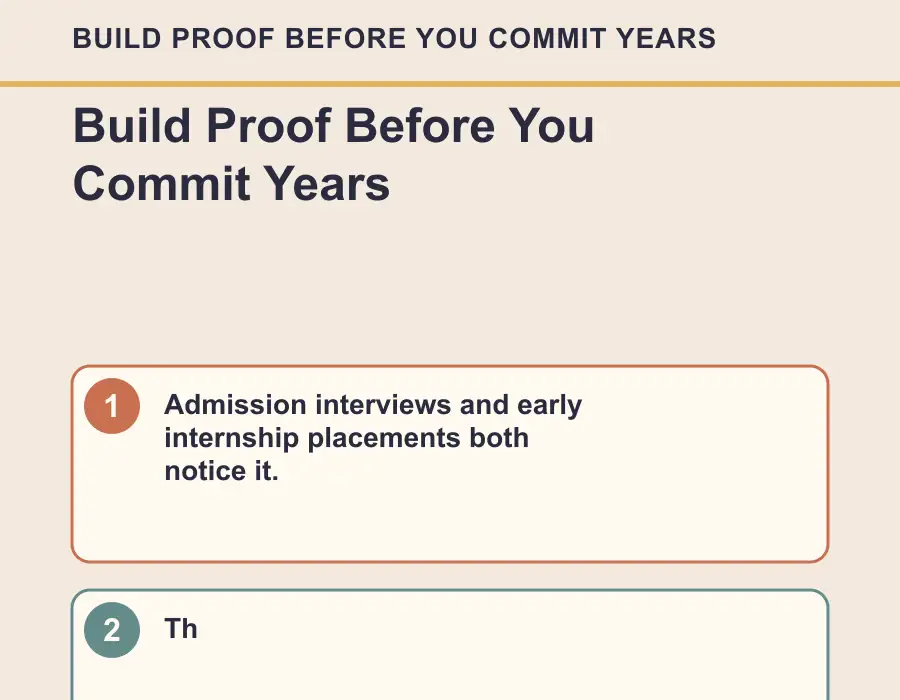 BUILD PROOF BEFORE YOU COMMIT YEARS
Build Proof Before You
Commit Years
1
Admission interviews and early
internship placements both
notice it.
2
Th